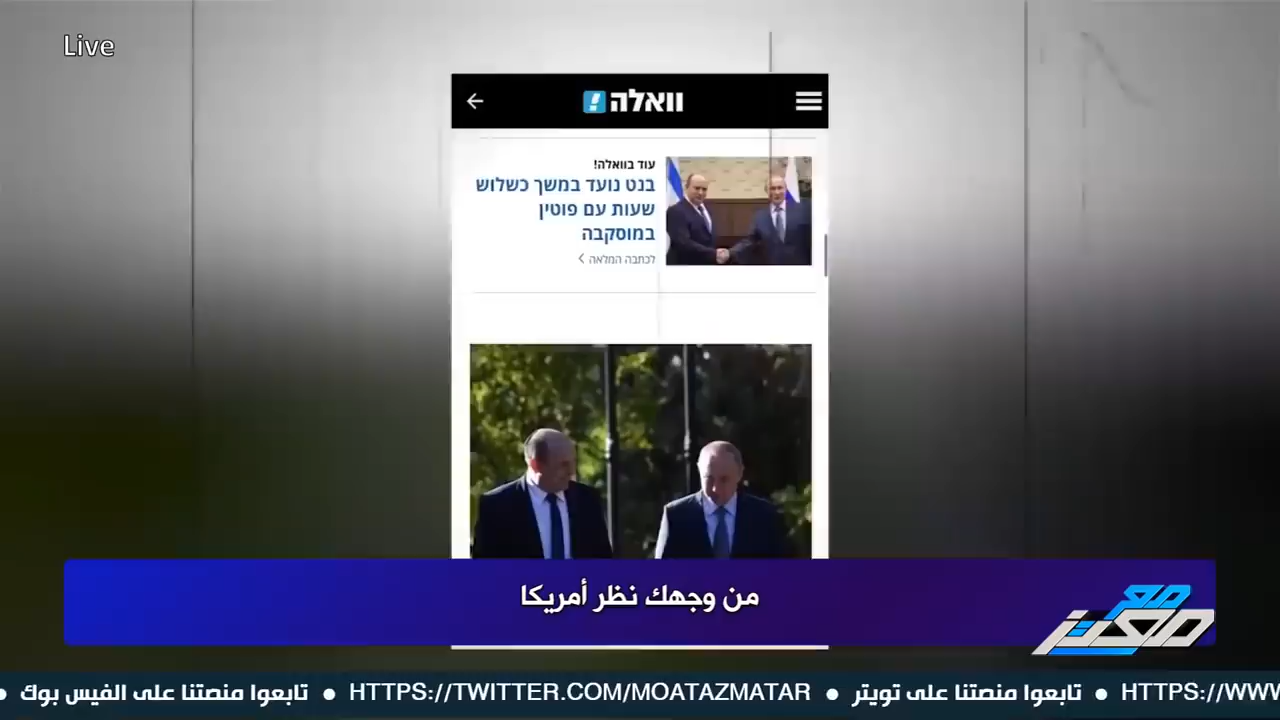 Live
וואלה!
עוד בוואלה!
בנט נועד במשך כשלוש
שעות עם פוטין
במוסקבה
לכתבה המלאה
من وجهك نظر أمريكا
مع معتز
تابعوا منصتنا على الفيس بوك ● HTTPS://TWITTER.COM/MOATAZMATAR ● تابعوا منصتنا على تويتر ● HTTPS://WWW